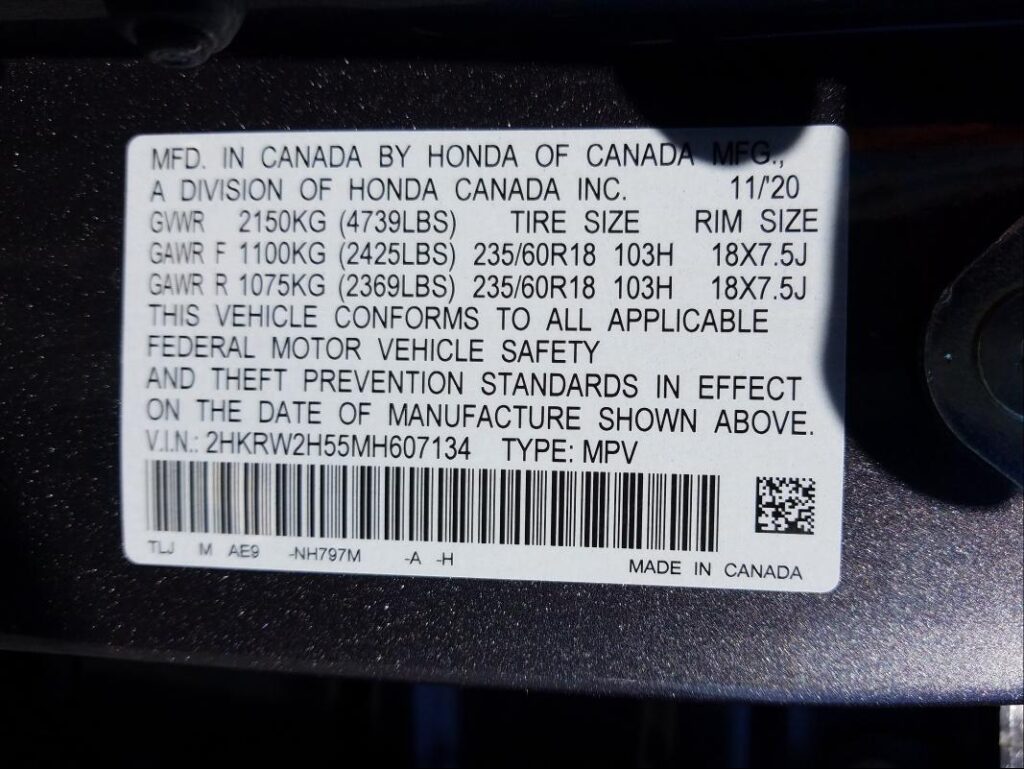 MFD. IN CANADA BY HONDA OF CANADA MFG.,
A DIVISION OF HONDA CANADA INC. 11/'20
GVWR 2150KG (4739LBS) TIRE SIZE RIM SIZE
GAWR F 1100KG (2425LBS) 235/60R18 103H 18X7.5J
GAWR R 1075KG (2369LBS) 235/60R18 103H 18X7.5J
THIS VEHICLE CONFORMS TO ALL APPLICABLE
FEDERAL MOTOR VEHICLE SAFETY
AND THEFT PREVENTION STANDARDS IN EFFECT
ON THE DATE OF MANUFACTURE SHOWN ABOVE.
V.I.N.: 2HKRW2H55MH607134 TYPE: MPV
TLJ M AE9 -NH797M -A -H
MADE IN CANADA